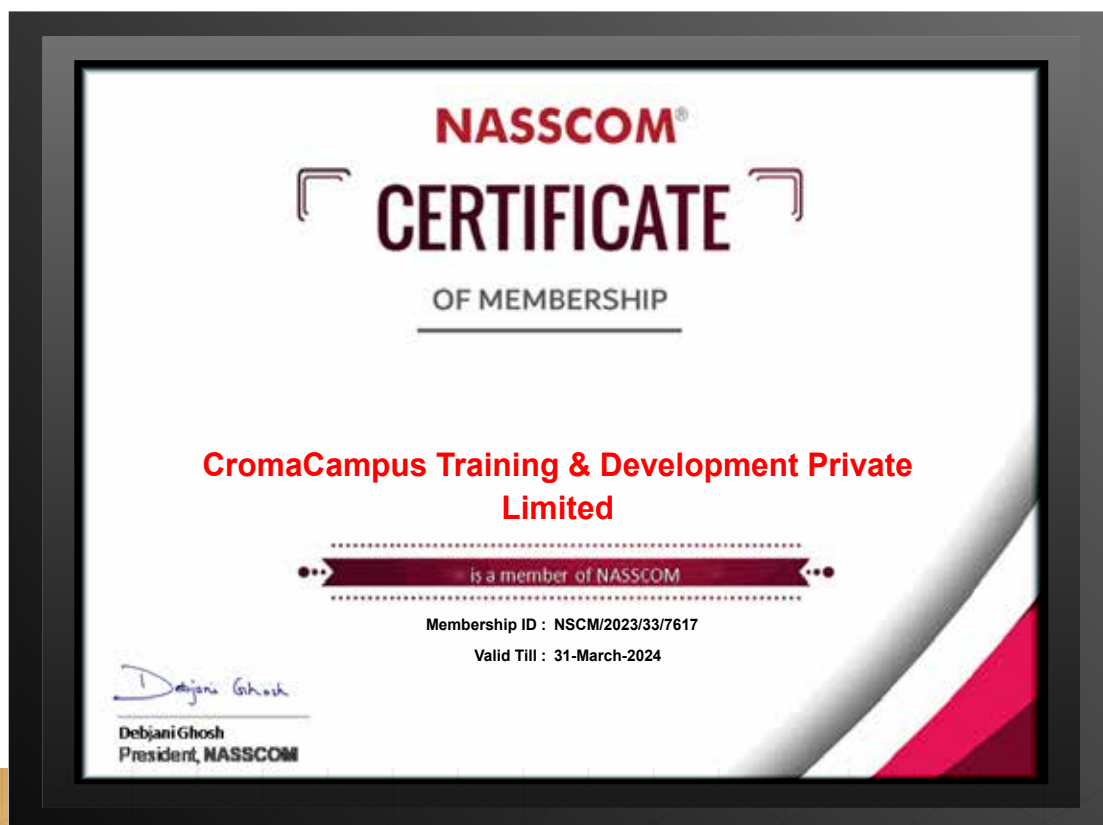 NASSCOM®
CERTIFICATE
OF MEMBERSHIP
CromaCampus Training & Development Private
Limited
is a member of NASSCOM
Membership ID : NSCM/2023/33/7617
Valid Till : 31-March-2024
Debjani Ghosh
Debjani Ghosh
President, NASSCOM